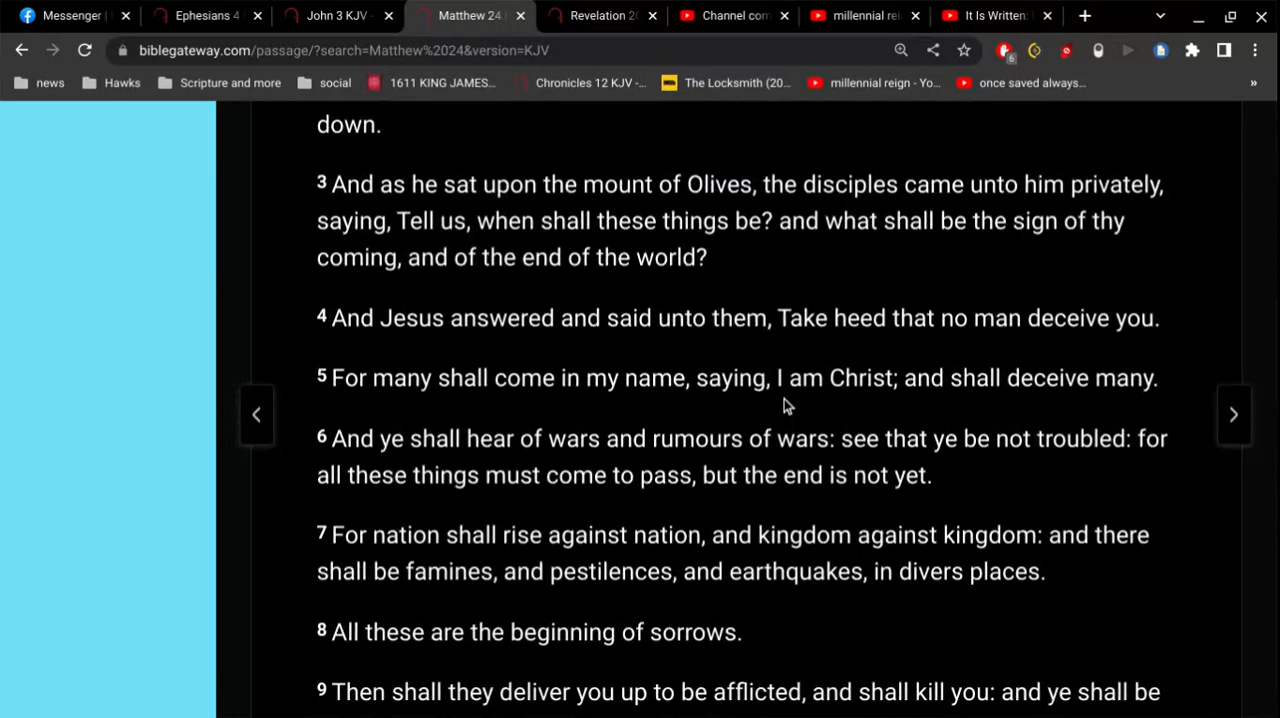 Messenger |
Ephesians 4
John 3 KJV -
Matthew 24
Revelation 20
Channel com
millennial rei
It Is Written:
biblegateway.com/passage/?search=Matthew%2024&version=KJV
6
news
Hawks
Scripture and more
social
1611 KING JAMES...
Chronicles 12 KJV -...
The Locksmith (20...
millennial reign - Yo...
once saved always...
»
down.
3 And as he sat upon the mount of Olives, the disciples came unto him privately,
saying, Tell us, when shall these things be? and what shall be the sign of thy
coming, and of the end of the world?
4 And Jesus answered and said unto them, Take heed that no man deceive you.
5 For many shall come in my name, saying, I am Christ; and shall deceive many.
6 And ye shall hear of wars and rumours of wars: see that ye be not troubled: for
all these things must come to pass, but the end is not yet.
7 For nation shall rise against nation, and kingdom against kingdom: and there
shall be famines, and pestilences, and earthquakes, in divers places.
8 All these are the beginning of sorrows.
9 Then shall they deliver you up to be afflicted, and shall kill you: and ye shall be